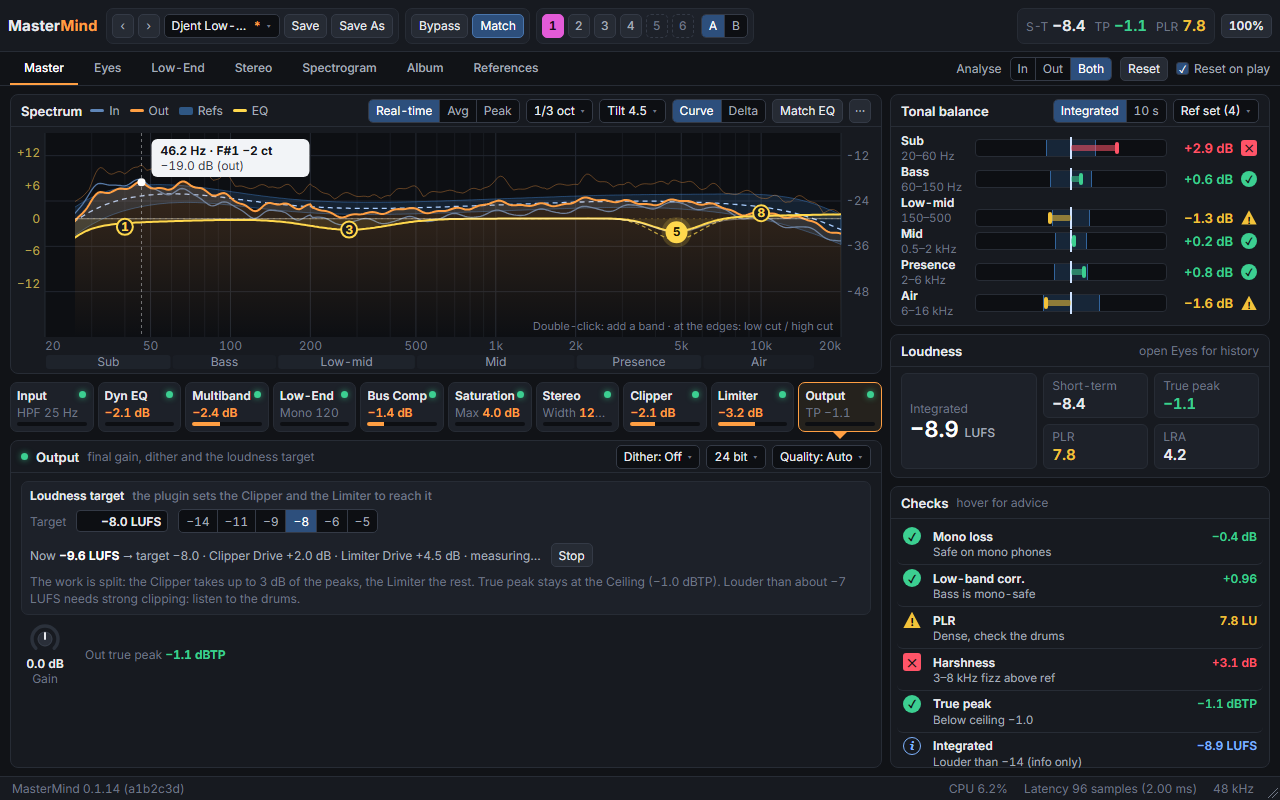 MasterMind ‹ › Djent Low-... * Save Save As Bypass Match 1 2 3 4 5 6 A B S-T −8.4 TP −1.1 PLR 7.8 100%
Master Eyes Low-End Stereo Spectrogram Album References Analyse In Out Both Reset Reset on play
Spectrum In Out Refs EQ Real-time Avg Peak 1/3 oct Tilt 4.5 Curve Delta Match EQ ···
46.2 Hz · F#1 −2 ct
−19.0 dB (out)
+12 −12
+6 −24
0 −36
−6 −48
−12
1 3 5 8
Double-click: add a band · at the edges: low cut / high cut
20 50 100 200 500 1k 2k 5k 10k 20k
Sub Bass Low-mid Mid Presence Air
Tonal balance Integrated 10 s Ref set (4)
Sub +2.9 dB
20–60 Hz
Bass +0.6 dB
60–150 Hz
Low-mid −1.3 dB
150–500
Mid +0.2 dB
0.5–2 kHz
Presence +0.8 dB
2–6 kHz
Air −1.6 dB
6–16 kHz
Loudness open Eyes for history
Integrated
−8.9 LUFS
Short-term
−8.4
True peak
−1.1
PLR
7.8
LRA
4.2
Input
HPF 25 Hz
Dyn EQ
−2.1 dB
Multiband
−2.4 dB
Low-End
Mono 120
Bus Comp
−1.4 dB
Saturation
Max 4.0 dB
Stereo
Width 12...
Clipper
−2.1 dB
Limiter
−3.2 dB
Output
TP −1.1
Output final gain, dither and the loudness target Dither: Off 24 bit Quality: Auto
Loudness target the plugin sets the Clipper and the Limiter to reach it
Target −8.0 LUFS −14 −11 −9 −8 −6 −5
Now −9.6 LUFS → target −8.0 · Clipper Drive +2.0 dB · Limiter Drive +4.5 dB · measuring... Stop
The work is split: the Clipper takes up to 3 dB of the peaks, the Limiter the rest. True peak stays at the Ceiling (−1.0 dBTP). Louder than about −7
LUFS needs strong clipping: listen to the drums.
0.0 dB
Gain
Out true peak −1.1 dBTP
Checks hover for advice
Mono loss −0.4 dB
Safe on mono phones
Low-band corr. +0.96
Bass is mono-safe
PLR 7.8 LU
Dense, check the drums
Harshness +3.1 dB
3–8 kHz fizz above ref
True peak −1.1 dBTP
Below ceiling −1.0
Integrated −8.9 LUFS
Louder than −14 (info only)
MasterMind 0.1.14 (a1b2c3d) CPU 6.2% Latency 96 samples (2.00 ms) 48 kHz